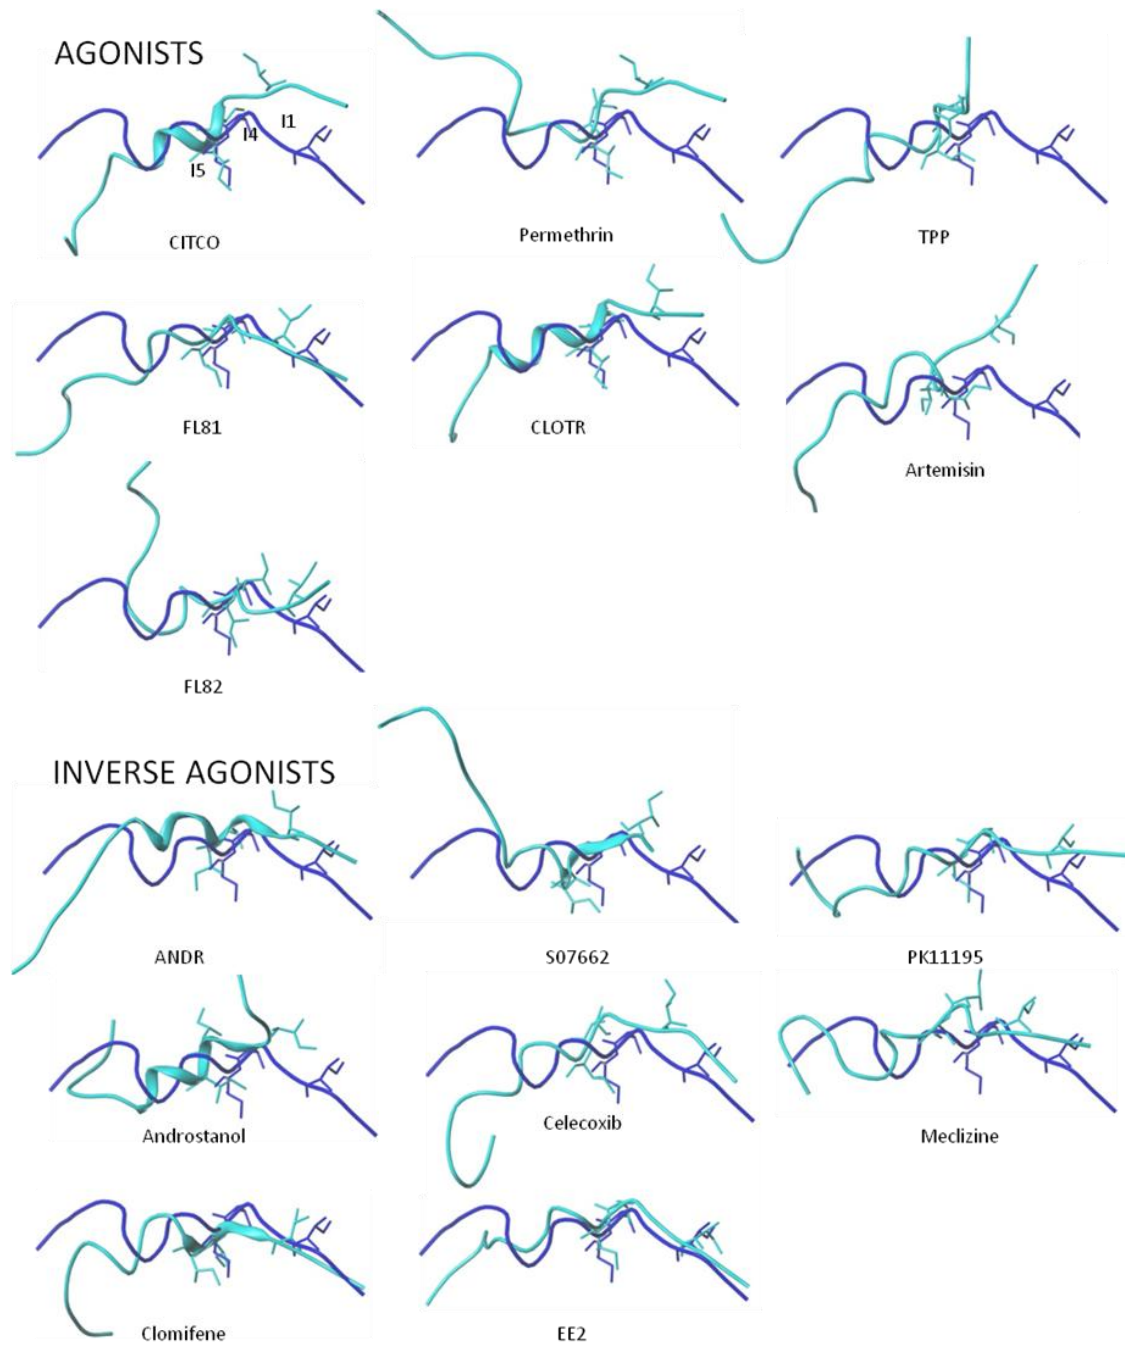 AGONISTS
I1
I4
I5
CITCO
Permethrin
TPP
FL81
CLOTR
Artemisin
FL82
INVERSE AGONISTS
ANDR
S07662
PK11195
Androstanol
Celecoxib
Meclizine
Clomifene
EE2